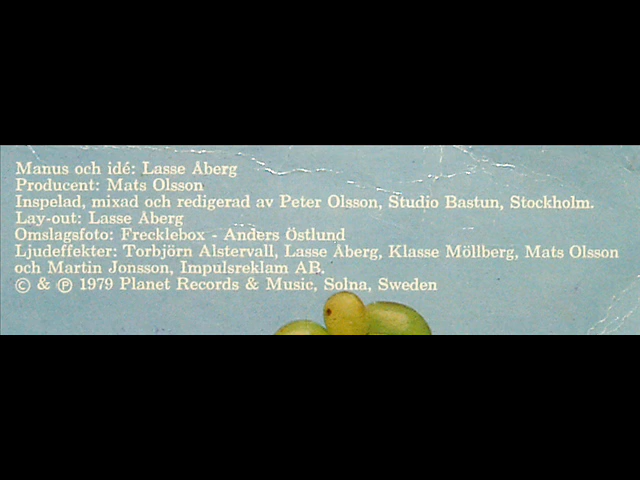 Manus och idé: Lasse Åberg
Producent: Mats Olsson
Inspelad, mixad och redigerad av Peter Olsson, Studio Bastun, Stockholm.
Lay-out: Lasse Åberg
Omslagsfoto: Frecklebox - Anders Östlund
Ljudeffekter: Torbjörn Alstervall, Lasse Åberg, Klasse Möllberg, Mats Olsson
och Martin Jonsson, Impulsreklam AB.
© & ℗ 1979 Planet Records & Music, Solna, Sweden